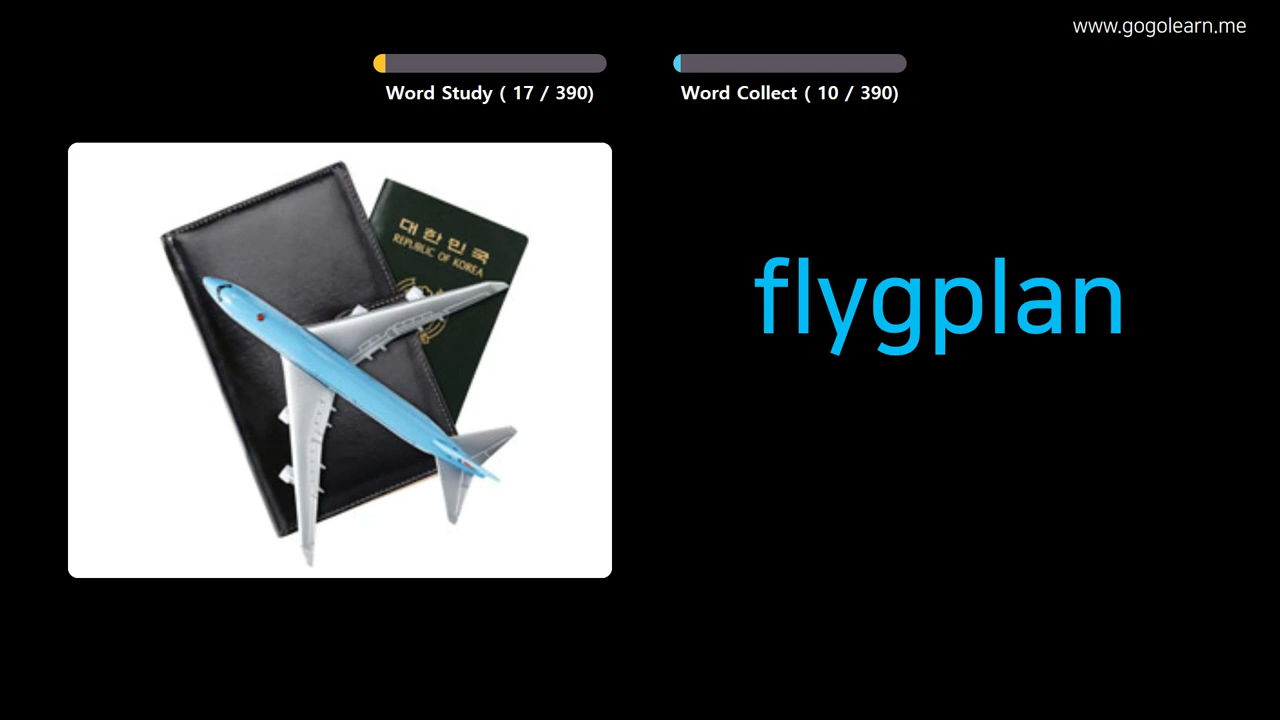 www.gogolearn.me
Word Study ( 17 / 390)
Word Collect ( 10 / 390)
대한민국
REPUBLIC OF KOREA
flygplan